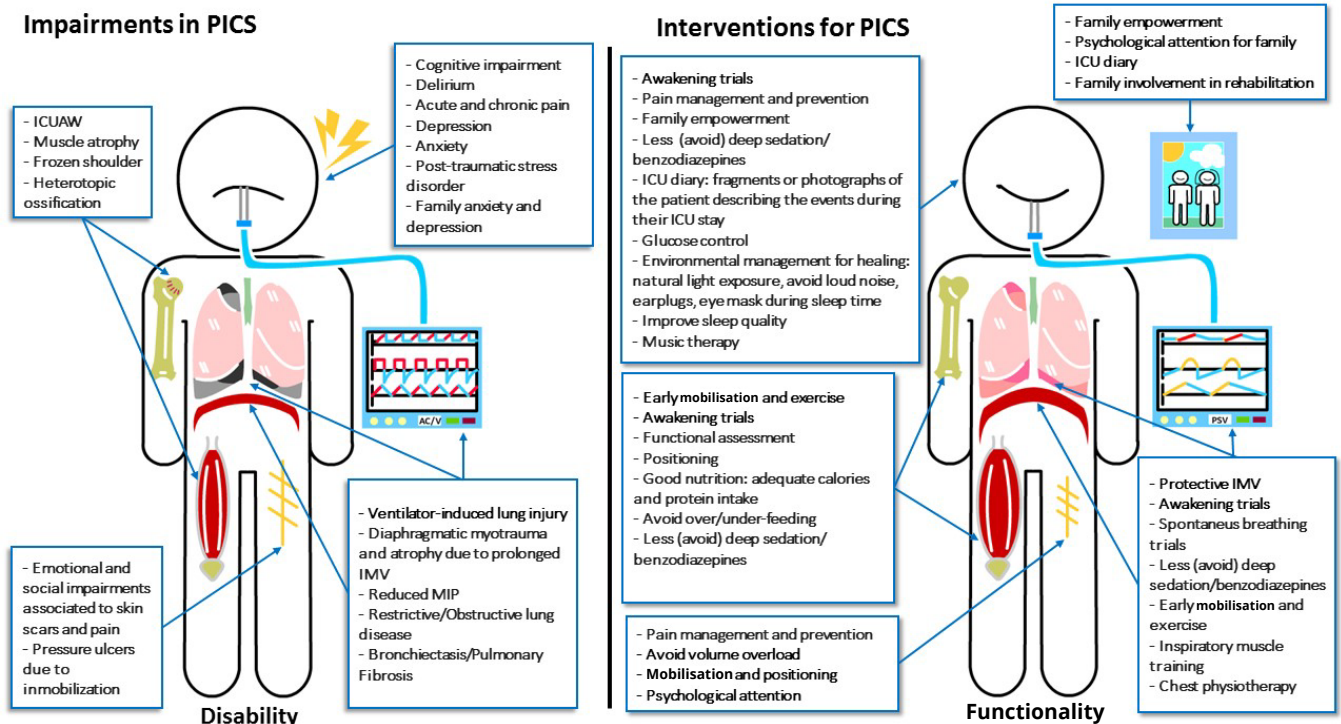 Impairments in PICS
- Cognitive impairment
- Delirium
- Acute and chronic pain
- Depression
- Anxiety
- Post-traumatic stress
disorder
- Family anxiety and
depression
- ICUAW
- Muscle atrophy
- Frozen shoulder
- Heterotopic
ossification
AC/V
- Ventilator-induced lung injury
- Diaphragmatic myotrauma
and atrophy due to prolonged
IMV
- Reduced MIP
- Restrictive/Obstructive lung
disease
- Bronchiectasis/Pulmonary
Fibrosis
- Emotional and
social impairments
associated to skin
scars and pain
- Pressure ulcers
due to
inmobilization
Disability
Interventions for PICS
- Family empowerment
- Psychological attention for family
- ICU diary
- Family involvement in rehabilitation
- Awakening trials
- Pain management and prevention
- Family empowerment
- Less (avoid) deep sedation/
benzodiazepines
- ICU diary: fragments or photographs of
the patient describing the events during
their ICU stay
- Glucose control
- Environmental management for healing:
natural light exposure, avoid loud noise,
earplugs, eye mask during sleep time
- Improve sleep quality
- Music therapy
- Early mobilisation and exercise
- Awakening trials
- Functional assessment
- Positioning
- Good nutrition: adequate calories
and protein intake
- Avoid over/under-feeding
- Less (avoid) deep sedation/
benzodiazepines
PSV
- Protective IMV
- Awakening trials
- Spontaneus breathing
trials
- Less (avoid) deep
sedation/benzodiazepines
- Early mobilisation and
exercise
- Inspiratory muscle
training
- Chest physiotherapy
- Pain management and prevention
- Avoid volume overload
- Mobilisation and positioning
- Psychological attention
Functionality